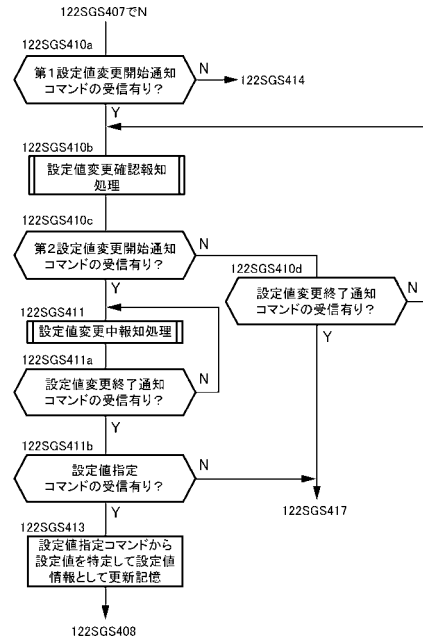 122SGS407でN
122SGS410a
第1設定値変更開始通知
コマンドの受信有り？
N
122SGS414
Y
122SGS410b
設定値変更確認報知
処理
122SGS410c
第2設定値変更開始通知
コマンドの受信有り？
N
Y
122SGS410d
設定値変更終了通知
コマンドの受信有り？
N
Y
122SGS411
設定値変更中報知処理
122SGS411a
設定値変更終了通知
コマンドの受信有り？
N
Y
122SGS411b
設定値指定
コマンドの受信有り？
N
Y
122SGS417
122SGS413
設定値指定コマンドから
設定値を特定して設定値
情報として更新記憶
122SGS408